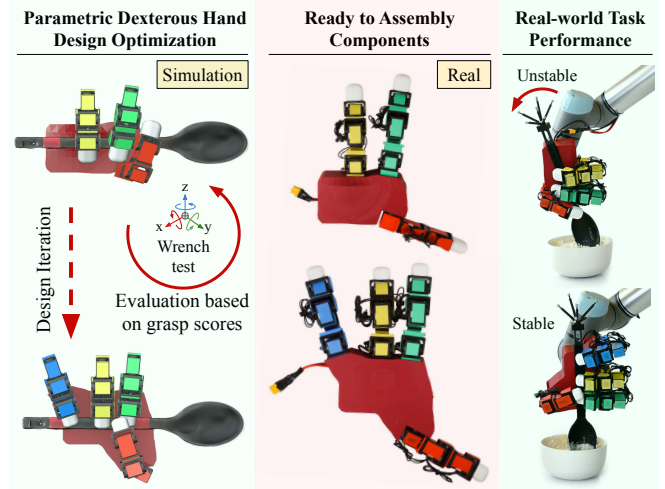 Parametric Dexterous Hand
Design Optimization
Simulation
z
x
y
Wrench
test
Design Iteration
Evaluation based
on grasp scores
Ready to Assembly
Components
Real
Real-world Task
Performance
Unstable
Stable